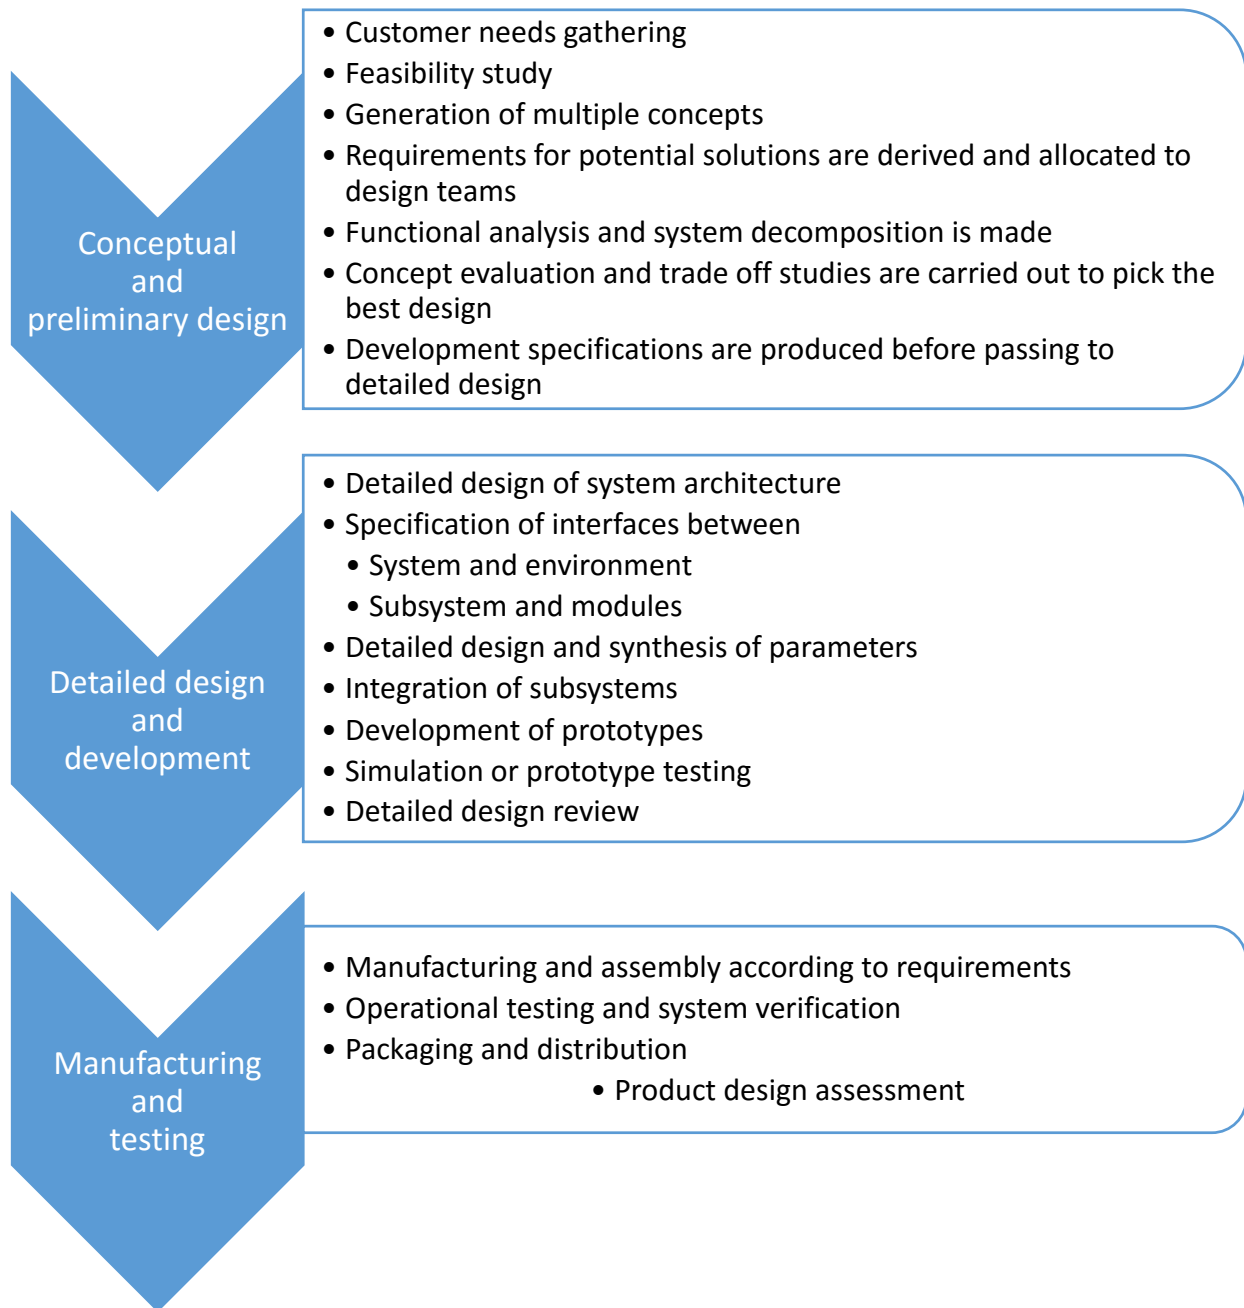 Conceptual
and
preliminary design
• Customer needs gathering
• Feasibility study
• Generation of multiple concepts
• Requirements for potential solutions are derived and allocated to
design teams
• Functional analysis and system decomposition is made
• Concept evaluation and trade off studies are carried out to pick the
best design
• Development specifications are produced before passing to
detailed design
Detailed design
and
development
• Detailed design of system architecture
• Specification of interfaces between
• System and environment
• Subsystem and modules
• Detailed design and synthesis of parameters
• Integration of subsystems
• Development of prototypes
• Simulation or prototype testing
• Detailed design review
Manufacturing
and
testing
• Manufacturing and assembly according to requirements
• Operational testing and system verification
• Packaging and distribution
• Product design assessment